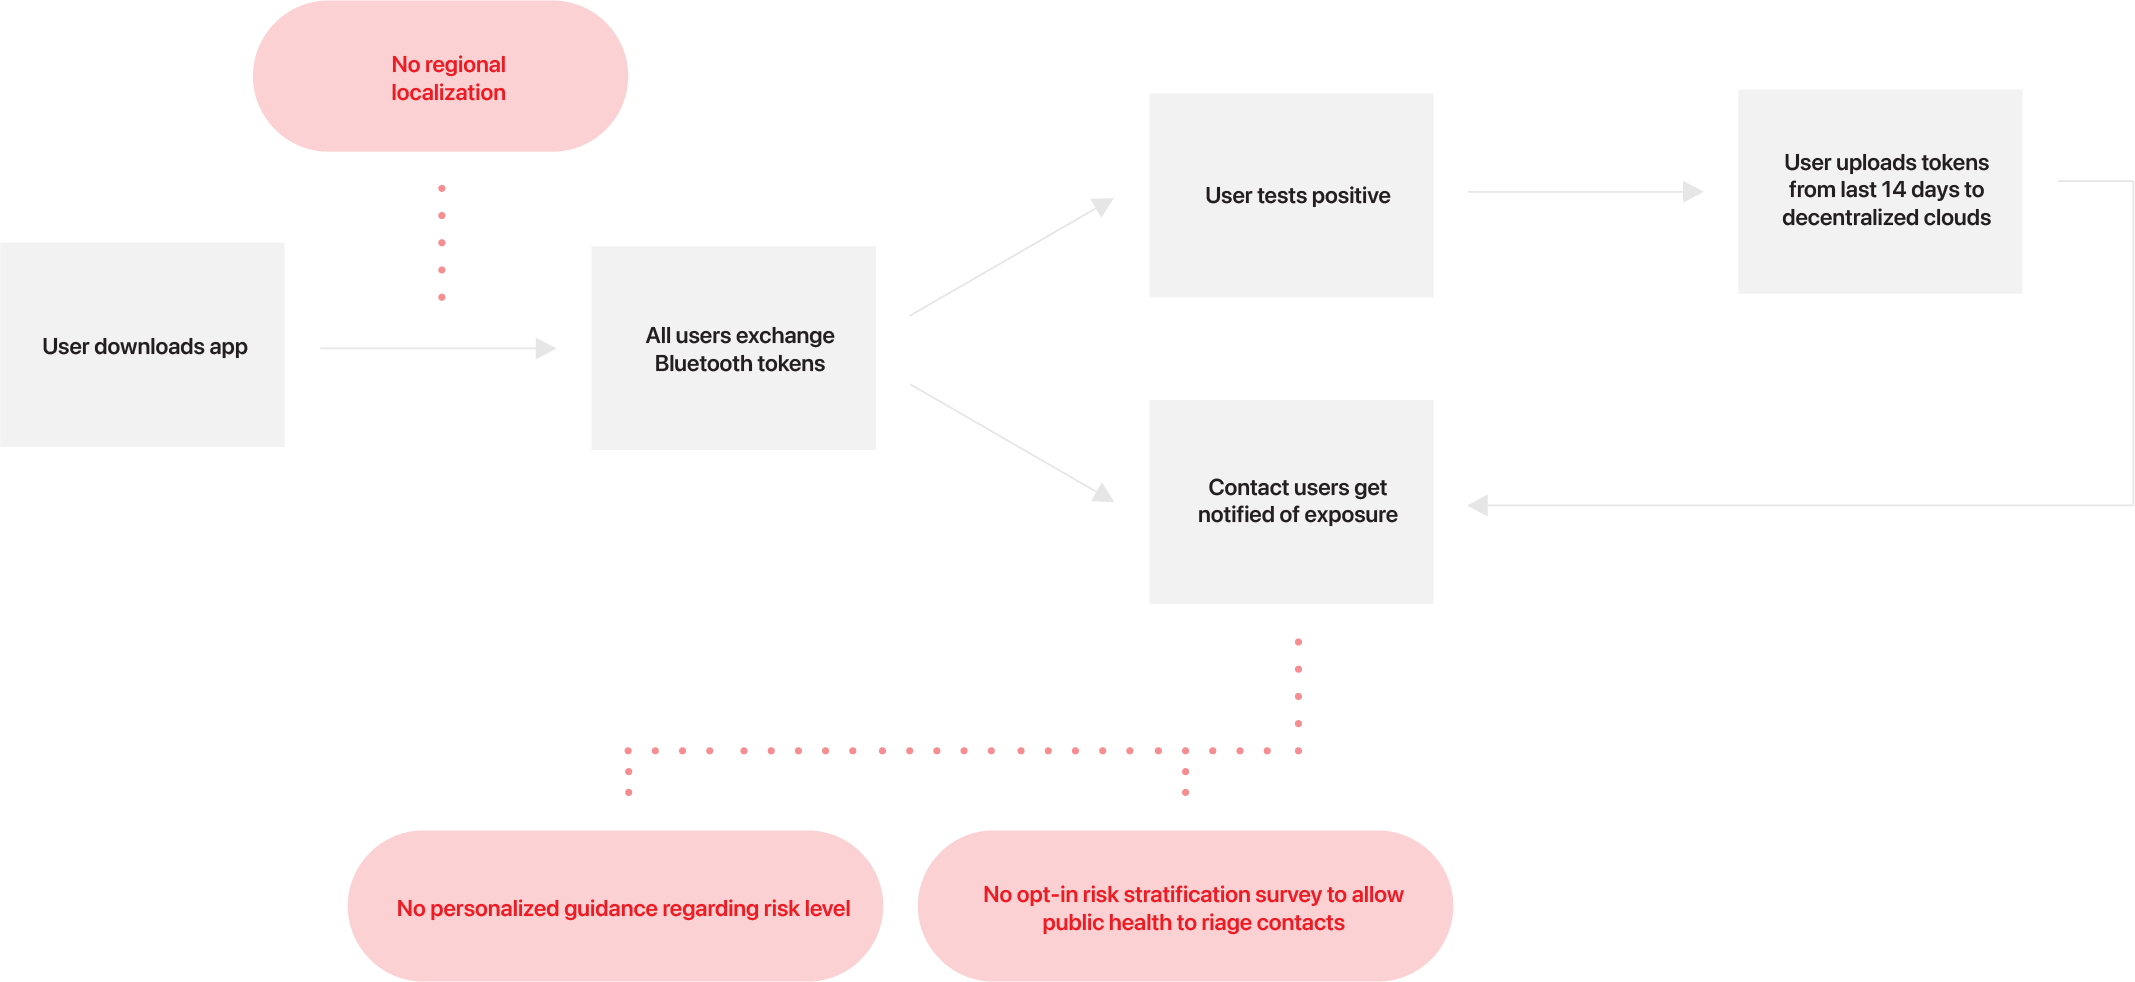 No regional
localization
User downloads app
All users exchange
Bluetooth tokens
User tests positive
User uploads tokens
from last 14 days to
decentralized clouds
Contact users get
notified of exposure
No personalized guidance regarding risk level
No opt-in risk stratification survey to allow
public health to riage contacts